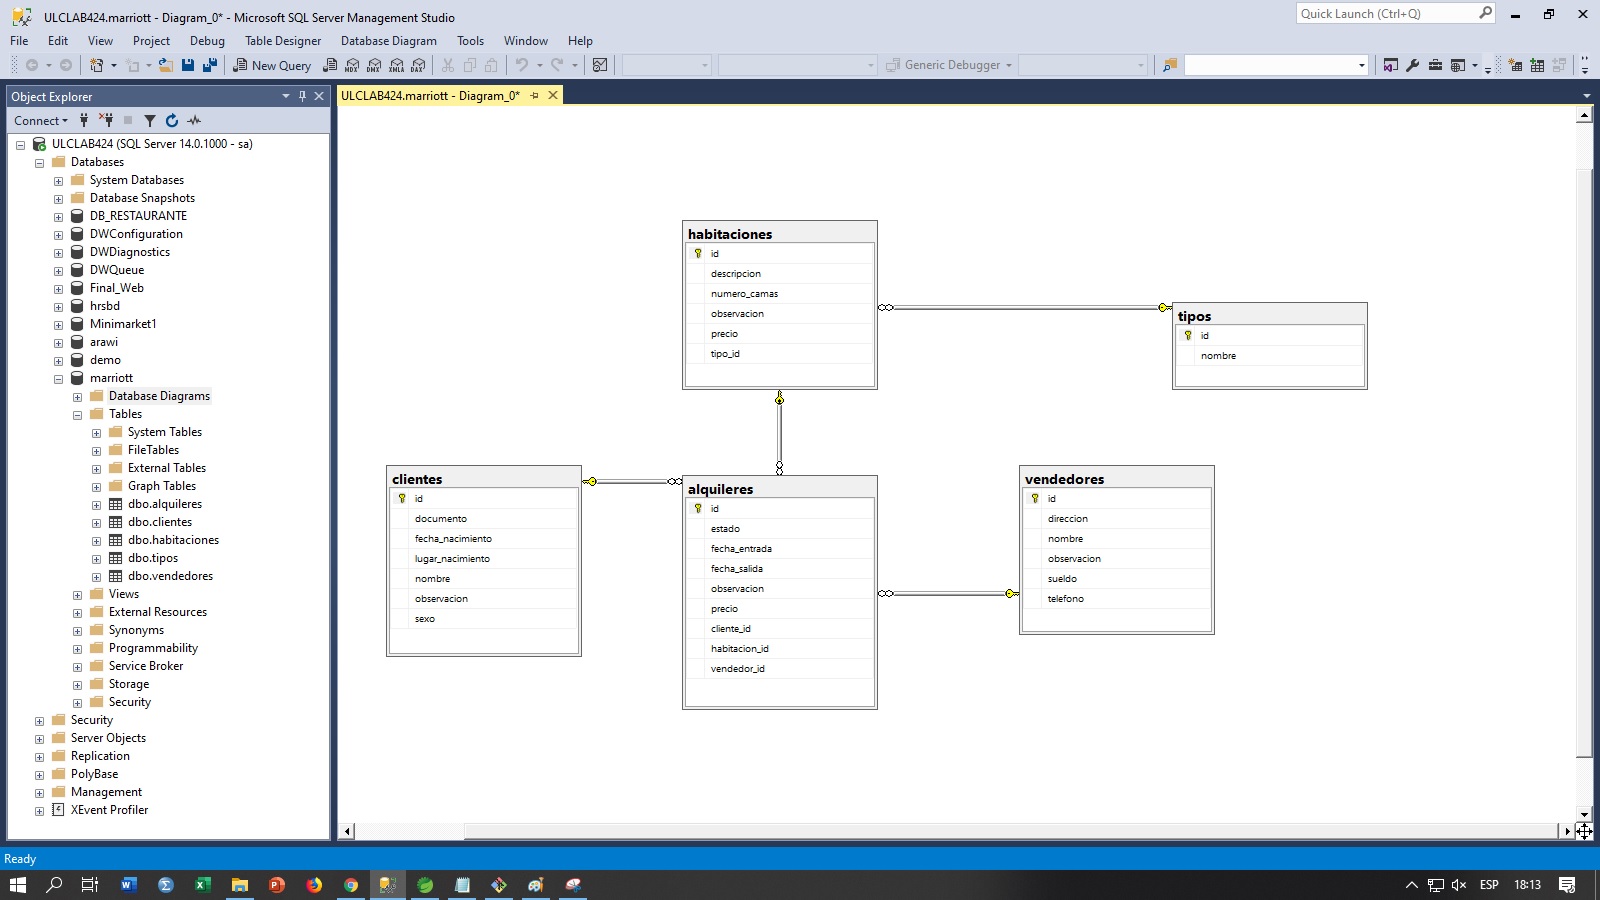 ULCLAB424.marriott - Diagram_0* - Microsoft SQL Server Management Studio
Quick Launch (Ctrl+Q)
File Edit View Project Debug Table Designer Database Diagram Tools Window Help
New Query
MDX
DMX
XMLA
DAX
Generic Debugger
Object Explorer
ULCLAB424.marriott - Diagram_0*
Connect
ULCLAB424 (SQL Server 14.0.1000 - sa)
Databases
System Databases
Database Snapshots
DB_RESTAURANTE
DWConfiguration
DWDiagnostics
DWQueue
Final_Web
hrsbd
Minimarket1
arawi
demo
marriott
Database Diagrams
Tables
System Tables
FileTables
External Tables
Graph Tables
dbo.alquileres
dbo.clientes
dbo.habitaciones
dbo.tipos
dbo.vendedores
Views
External Resources
Synonyms
Programmability
Service Broker
Storage
Security
Security
Server Objects
Replication
PolyBase
Management
XEvent Profiler
habitaciones
id
descripcion
numero_camas
observacion
precio
tipo_id
tipos
id
nombre
clientes
id
documento
fecha_nacimiento
lugar_nacimiento
nombre
observacion
sexo
alquileres
id
estado
fecha_entrada
fecha_salida
observacion
precio
cliente_id
habitacion_id
vendedor_id
vendedores
id
direccion
nombre
observacion
sueldo
telefono
Ready
ESP
18:13